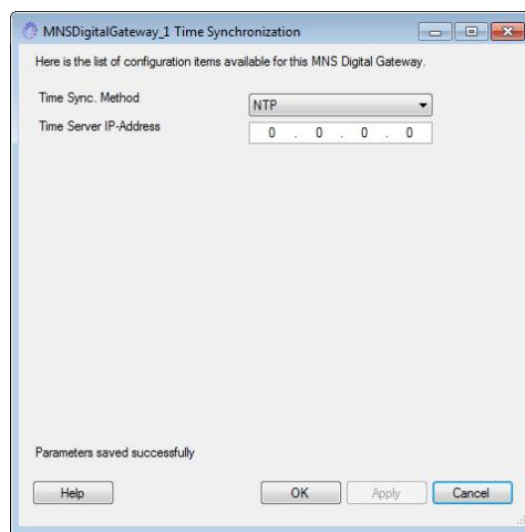 MNSDigitalGateway_1 Time Synchronization
Here is the list of configuration items available for this MNS Digital Gateway.
Time Sync. Method NTP
Time Server IP-Address 0 . 0 . 0 . 0
Parameters saved successfully
Help OK Apply Cancel